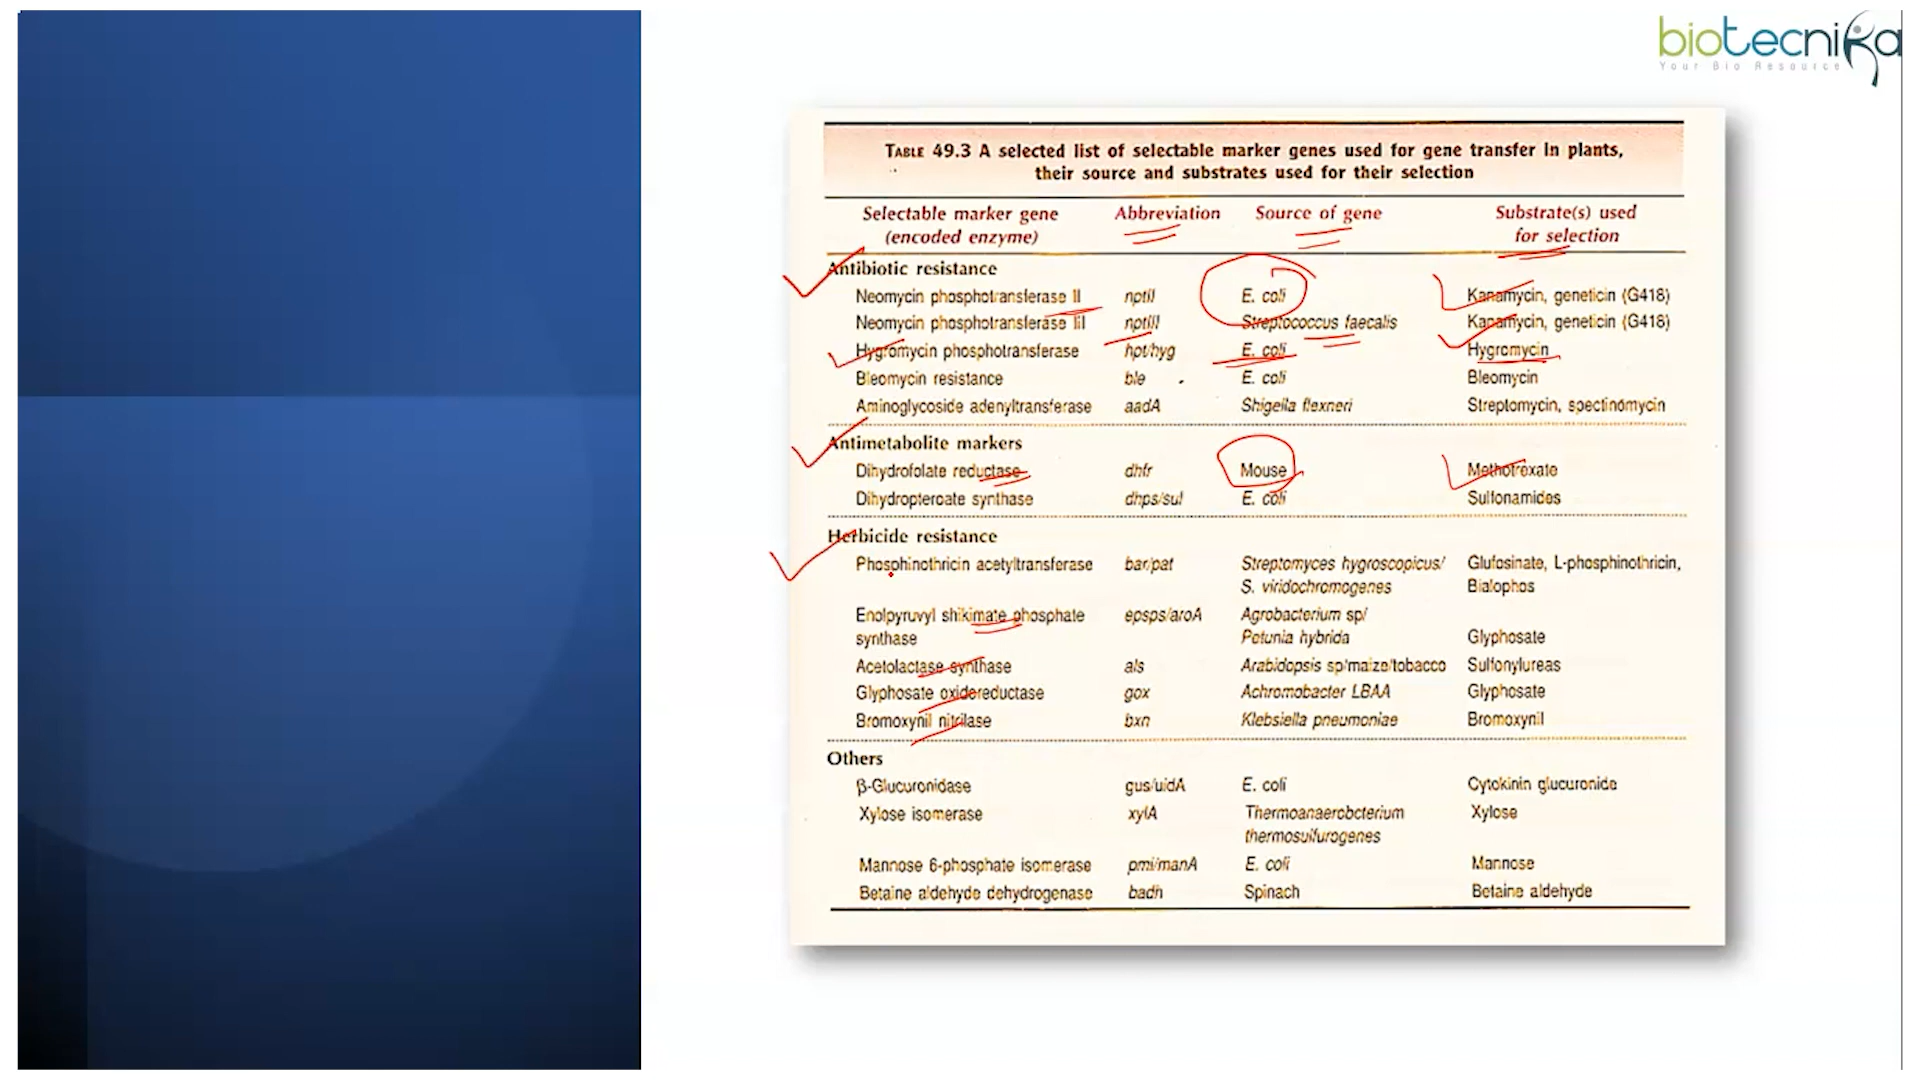 biotecnika
Your Bio Resource
TABLE 49.3 A selected list of selectable marker genes used for gene transfer in plants,
their source and substrates used for their selection
Selectable marker gene Abbreviation Source of gene Substrate(s) used
(encoded enzyme) for selection
Antibiotic resistance
Neomycin phosphotransferase II nptII E. coli Kanamycin, geneticin (G418)
Neomycin phosphotransferase III nptIII Streptococcus faecalis Kanamycin, geneticin (G418)
Hygromycin phosphotransferase hpt/hyg E. coli Hygromycin
Bleomycin resistance ble E. coli Bleomycin
Aminoglycoside adenyltransferase aadA Shigella flexneri Streptomycin, spectinomycin
Antimetabolite markers
Dihydrofolate reductase dhfr Mouse Methotrexate
Dihydropteroate synthase dhps/sul E. coli Sulfonamides
Herbicide resistance
Phosphinothricin acetyltransferase bar/pat Streptomyces hygroscopicus/ Glufosinate, L-phosphinothricin,
S. viridochromogenes Bialophos
Enolpyruvyl shikimate phosphate epsps/aroA Agrobacterium sp/
synthase Petunia hybrida Glyphosate
Acetolactase synthase als Arabidopsis sp/maize/tobacco Sulfonylureas
Glyphosate oxidereductase gox Achromobacter LBAA Glyphosate
Bromoxynil nitrilase bxn Klebsiella pneumoniae Bromoxynil
Others
β-Glucuronidase gus/uidA E. coli Cytokinin glucuronide
Xylose isomerase xylA Thermoanaerobcterium Xylose
thermosulfurogenes
Mannose 6-phosphate isomerase pmi/manA E. coli Mannose
Betaine aldehyde dehydrogenase badh Spinach Betaine aldehyde